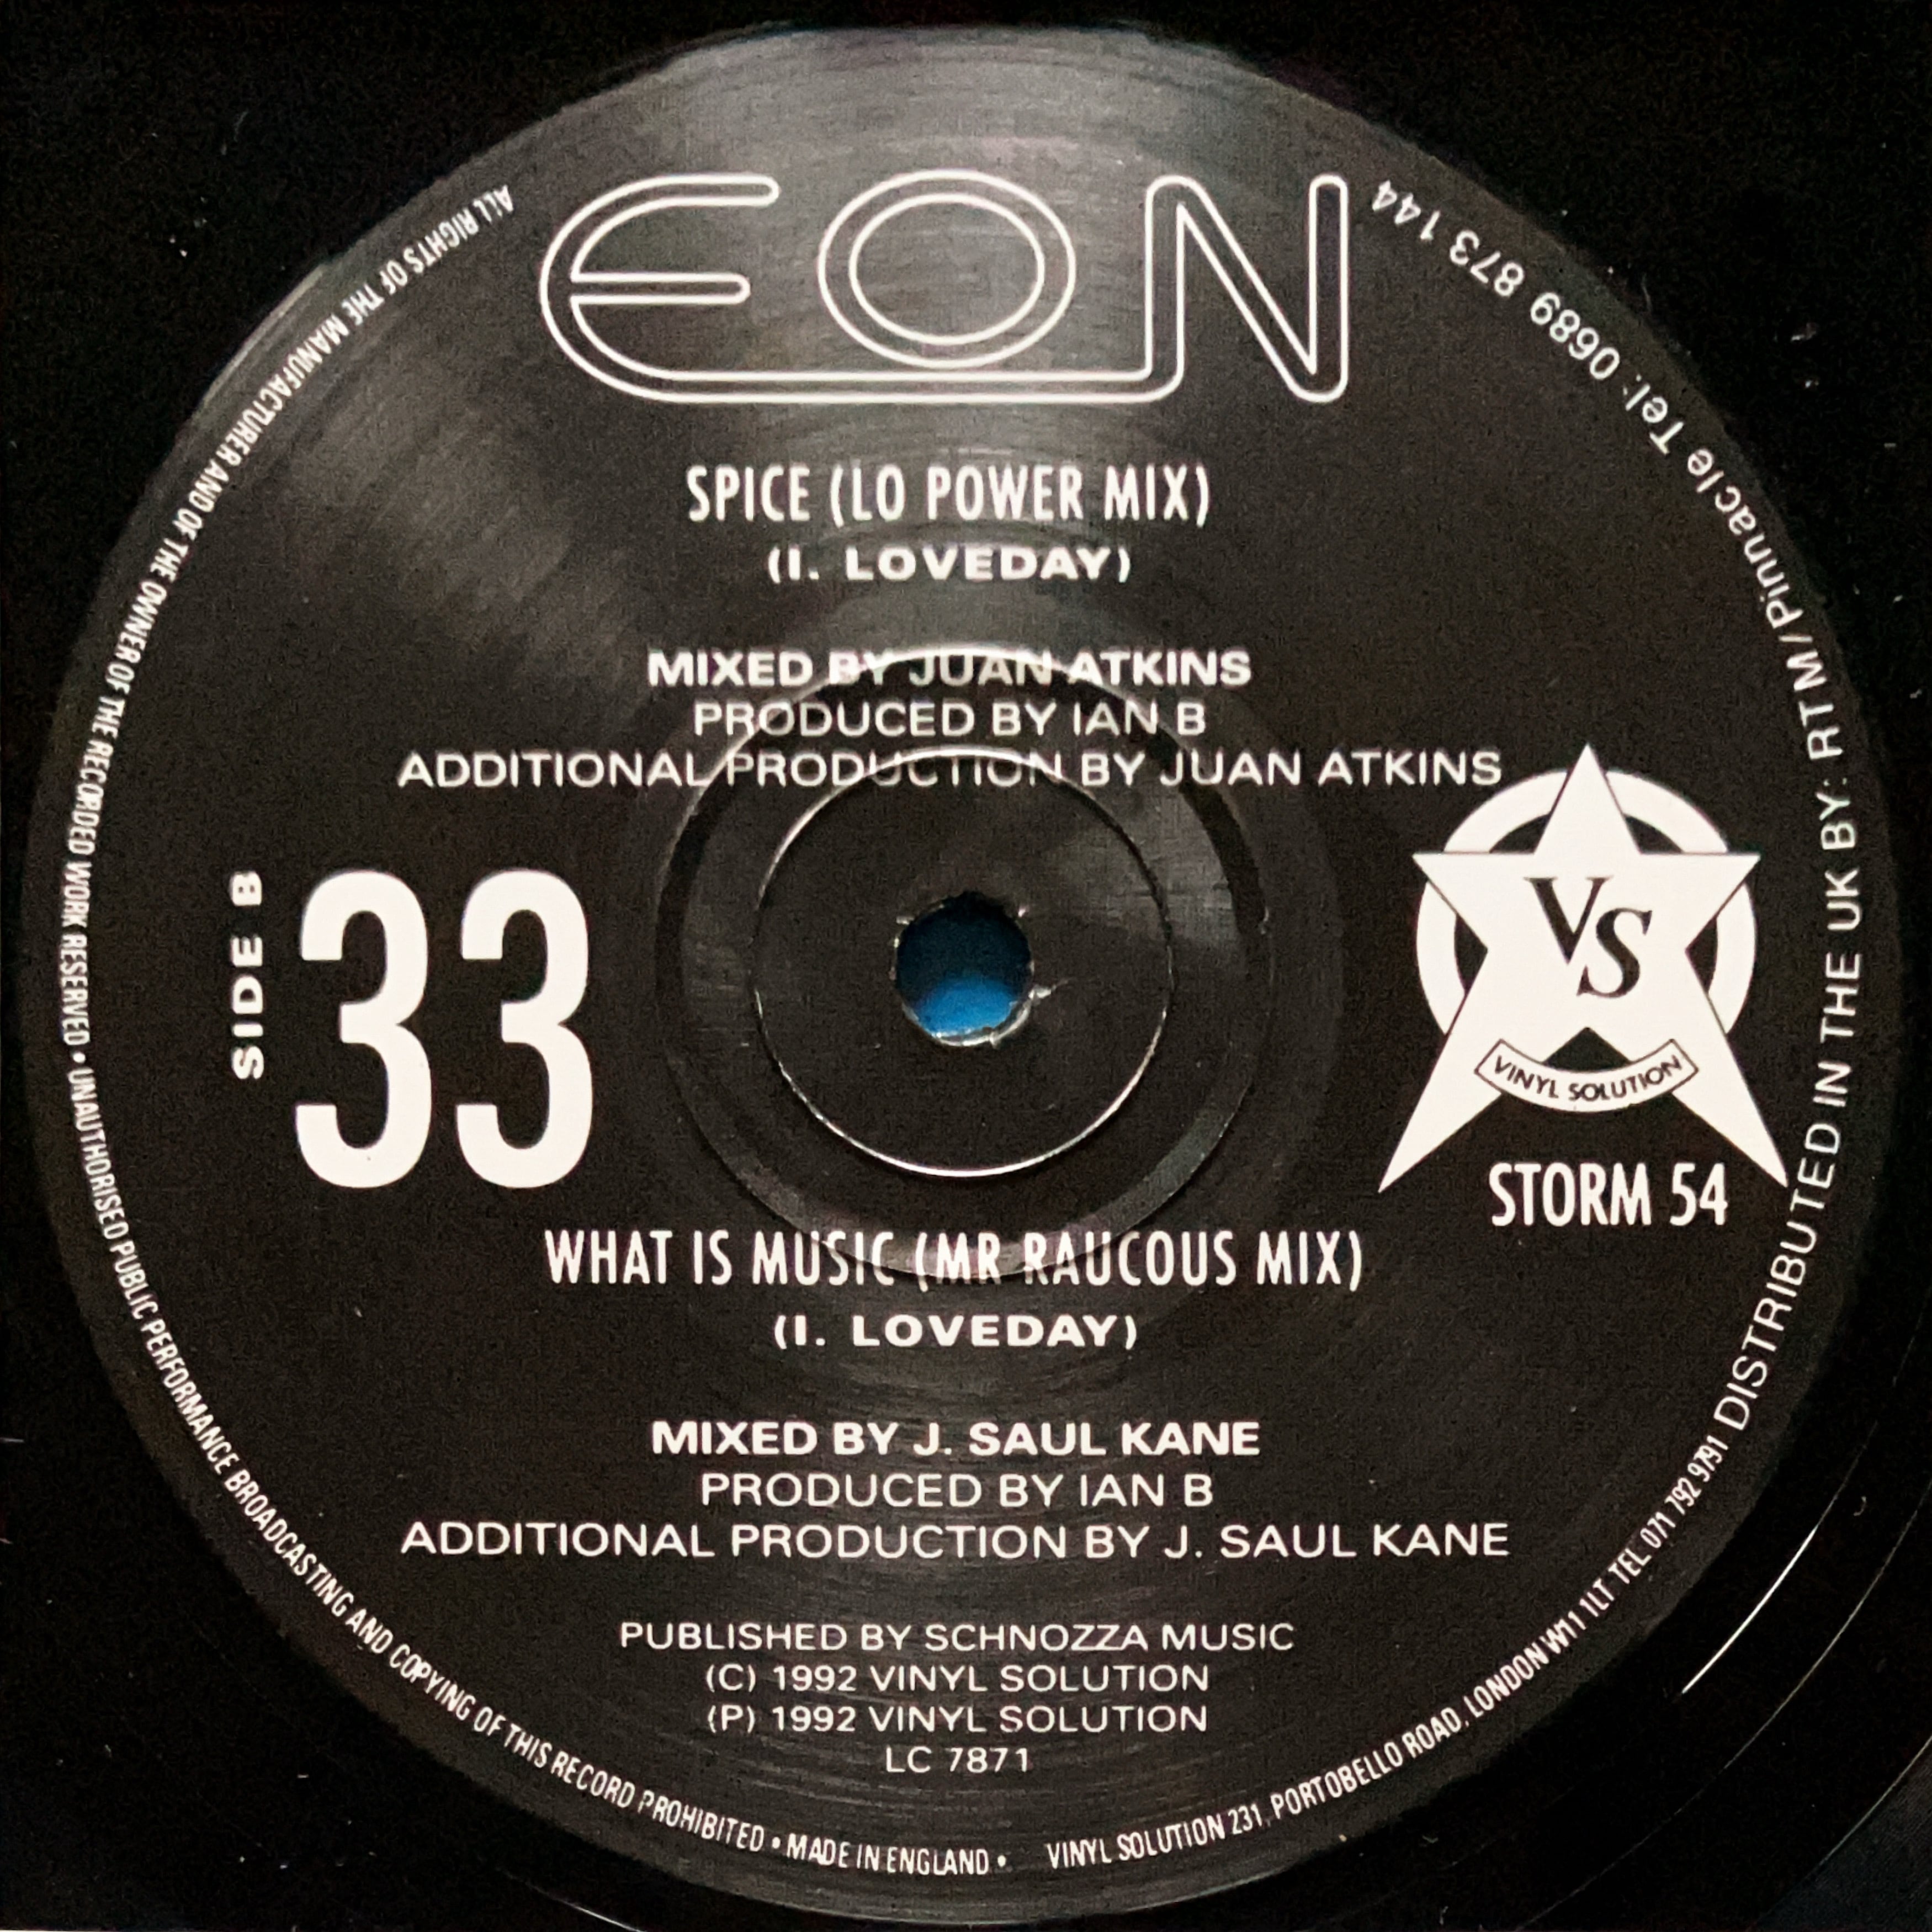 EON
SPICE (LO POWER MIX)
(I. LOVEDAY)
MIXED BY JUAN ATKINS
PRODUCED BY IAN B
ADDITIONAL PRODUCTION BY JUAN ATKINS
SIDE B
33
VS
VINYL SOLUTION
STORM 54
WHAT IS MUSIC (MR RAUCOUS MIX)
(I. LOVEDAY)
MIXED BY J. SAUL KANE
PRODUCED BY IAN B
ADDITIONAL PRODUCTION BY J. SAUL KANE
PUBLISHED BY SCHNOZZA MUSIC
(C) 1992 VINYL SOLUTION
(P) 1992 VINYL SOLUTION
LC 7871
ALL RIGHTS OF THE MANUFACTURER AND OF THE OWNER OF THE RECORDED WORK RESERVED • UNAUTHORISED PUBLIC PERFORMANCE BROADCASTING AND COPYING OF THIS RECORD PROHIBITED • MADE IN ENGLAND • VINYL SOLUTION 231, PORTOBELLO ROAD, LONDON W11 1LT TEL 071 792 9791 DISTRIBUTED IN THE UK BY: RTM/Pinnacle Tel: 0689 873 144